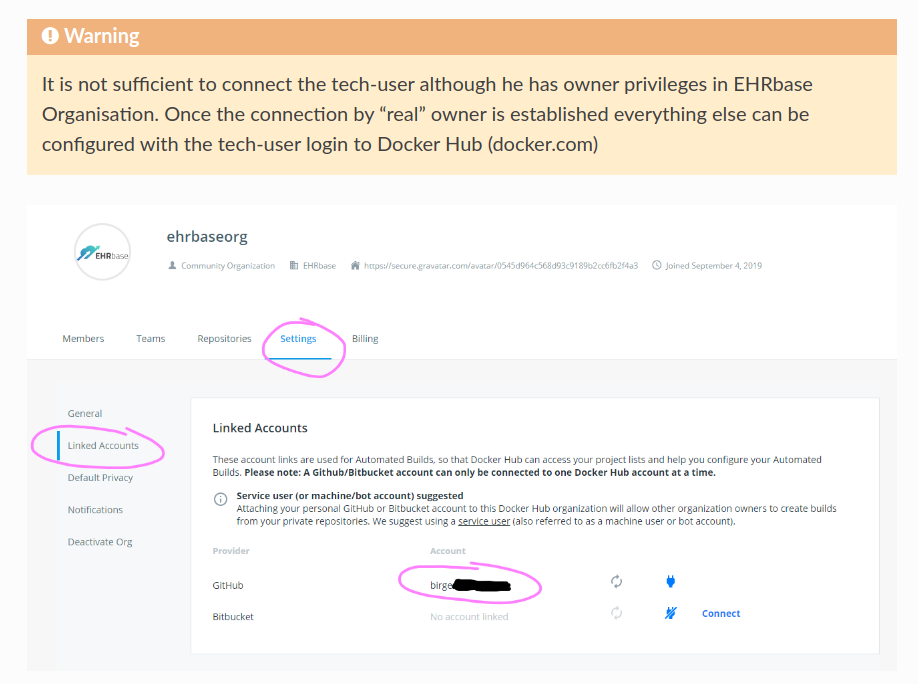 Warning
It is not sufficient to connect the tech-user although he has owner privileges in EHRbase
Organisation. Once the connection by “real” owner is established everything else can be
configured with the tech-user login to Docker Hub (docker.com)
EHRbase
ehrbaseorg
Community Organization EHRbase https://secure.gravatar.com/avatar/0545d964c568d93c9189b2cc6fb2f4a3 Joined September 4, 2019
Members Teams Repositories Settings Billing
General
Linked Accounts
Default Privacy
Notifications
Deactivate Org
Linked Accounts
These account links are used for Automated Builds, so that Docker Hub can access your project lists and help you configure your Automated
Builds. Please note: A Github/Bitbucket account can only be connected to one Docker Hub account at a time.
Service user (or machine/bot account) suggested
Attaching your personal GitHub or Bitbucket account to this Docker Hub organization will allow other organization owners to create builds
from your private repositories. We suggest using a service user (also referred to as a machine user or bot account).
Provider Account
GitHub birge
Bitbucket No account linked Connect